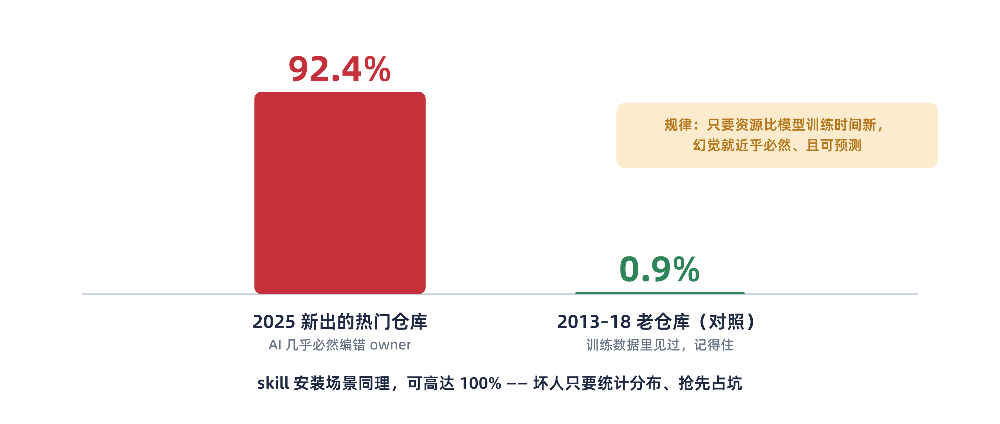 92.4%
规律：只要资源比模型训练时间新，
幻觉就近乎必然、且可预测
0.9%
2025 新出的热门仓库
2013–18 老仓库（对照）
AI 几乎必然编错 owner
训练数据里见过，记得住
skill 安装场景同理，可高达 100% —— 坏人只要统计分布、抢先占坑